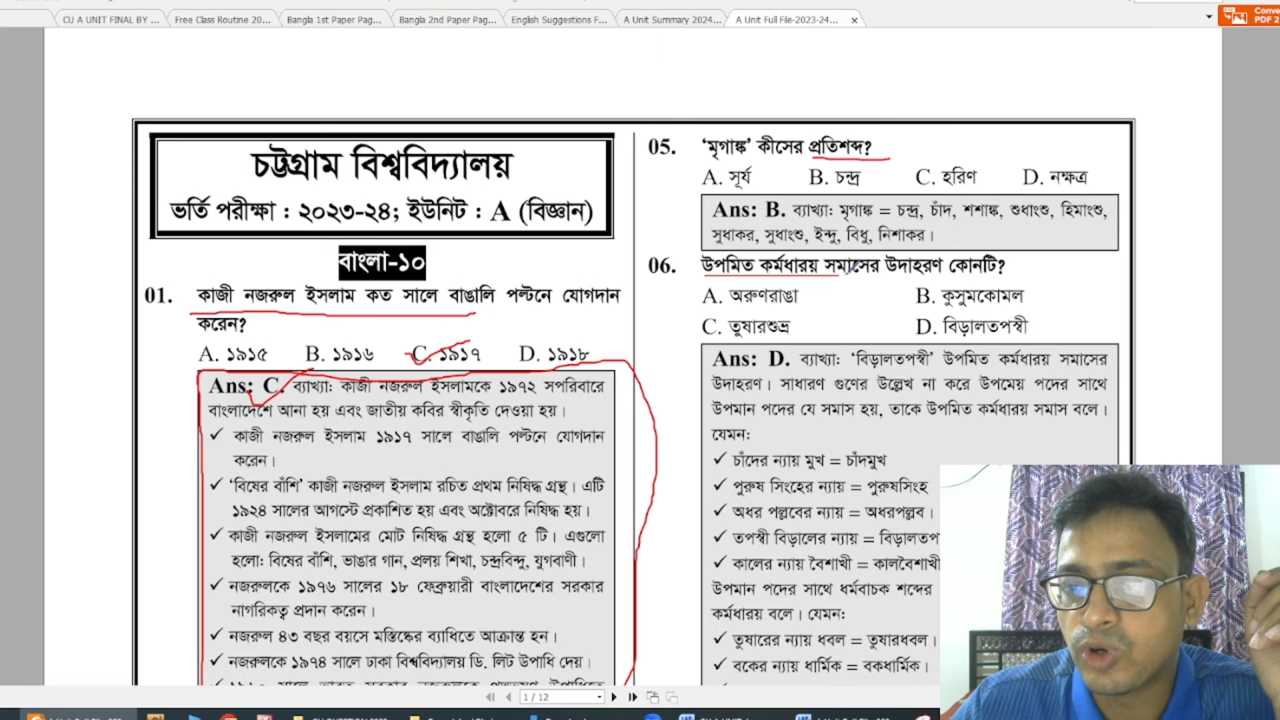 CU A UNIT FINAL BY ...
Free Class Routine 20...
Bangla 1st Paper Pag...
Bangla 2nd Paper Pag...
English Suggestions F...
A Unit Summary 2024...
A Unit Full File-2023-24...
চট্টগ্রাম বিশ্ববিদ্যালয়
ভর্তি পরীক্ষা : ২০২৩-২৪; ইউনিট : A (বিজ্ঞান)
বাংলা-১০
01. কাজী নজরুল ইসলাম কত সালে বাঙালি পল্টনে যোগদান
করেন?
A. ১৯১৫ B. ১৯১৬ C. ১৯১৭ D. ১৯১৮
Ans: C. ব্যাখ্যা: কাজী নজরুল ইসলামকে ১৯৭২ সপরিবারে
বাংলাদেশে আনা হয় এবং জাতীয় কবির স্বীকৃতি দেওয়া হয়।
✓ কাজী নজরুল ইসলাম ১৯১৭ সালে বাঙালি পল্টনে যোগদান
করেন।
✓ ‘বিষের বাঁশি’ কাজী নজরুল ইসলাম রচিত প্রথম নিষিদ্ধ গ্রন্থ। এটি
১৯২৪ সালের আগস্টে প্রকাশিত হয় এবং অক্টোবরে নিষিদ্ধ হয়।
✓ কাজী নজরুল ইসলামের মোট নিষিদ্ধ গ্রন্থ হলো ৫ টি। এগুলো
হলো: বিষের বাঁশি, ভাঙার গান, প্রলয় শিখা, চন্দ্রবিন্দু, যুগবাণী।
✓ নজরুলকে ১৯৭৬ সালের ১৮ ফেব্রুয়ারী বাংলাদেশের সরকার
নাগরিকত্ব প্রদান করেন।
✓ নজরুল ৪৩ বছর বয়সে মস্তিষ্কের ব্যাধিতে আক্রান্ত হন।
✓ নজরুলকে ১৯৭৪ সালে ঢাকা বিশ্ববিদ্যালয় ডি. লিট উপাধি দেয়।
05. ‘মৃগাঙ্ক’ কীসের প্রতিশব্দ?
A. সূর্য B. চন্দ্র C. হরিণ D. নক্ষত্র
Ans: B. ব্যাখ্যা: মৃগাঙ্ক = চন্দ্র, চাঁদ, শশাঙ্ক, শুধাংশু, হিমাংশু,
সুধাকর, সুধাংশু, ইন্দু, বিধু, নিশাকর।
06. উপমিত কর্মধারয় সমাসের উদাহরণ কোনটি?
A. অরুণরাঙা B. কুসুমকোমল
C. তুষারশুভ্র D. বিড়ালতপস্বী
Ans: D. ব্যাখ্যা: ‘বিড়ালতপস্বী’ উপমিত কর্মধারয় সমাসের
উদাহরণ। সাধারণ গুণের উল্লেখ না করে উপমেয় পদের সাথে
উপমান পদের যে সমাস হয়, তাকে উপমিত কর্মধারয় সমাস বলে।
যেমন:
✓ চাঁদের ন্যায় মুখ = চাঁদমুখ
✓ পুরুষ সিংহের ন্যায় = পুরুষসিংহ
✓ অধর পল্লবের ন্যায় = অধরপল্লব।
✓ তপস্বী বিড়ালের ন্যায় = বিড়ালতপ
✓ কালের ন্যায় বৈশাখী = কালবৈশাখী
উপমান পদের সাথে ধর্মবাচক শব্দের
কর্মধারয় বলে। যেমন:
✓ তুষারের ন্যায় ধবল = তুষারধবল।
✓ বকের ন্যায় ধার্মিক = বকধার্মিক।
1 / 12